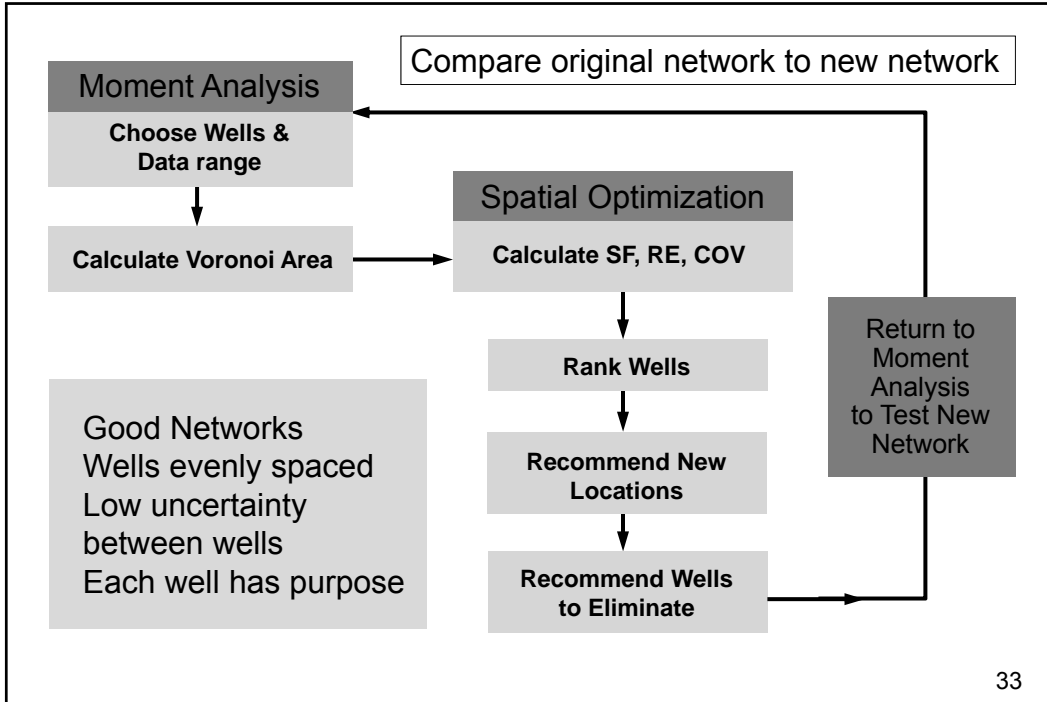 Compare original network to new network
Moment Analysis
Choose Wells &
Data range
Calculate Voronoi Area
Spatial Optimization
Calculate SF, RE, COV
Rank Wells
Recommend New
Locations
Recommend Wells
to Eliminate
Return to
Moment
Analysis
to Test New
Network
Good Networks
Wells evenly spaced
Low uncertainty
between wells
Each well has purpose
33